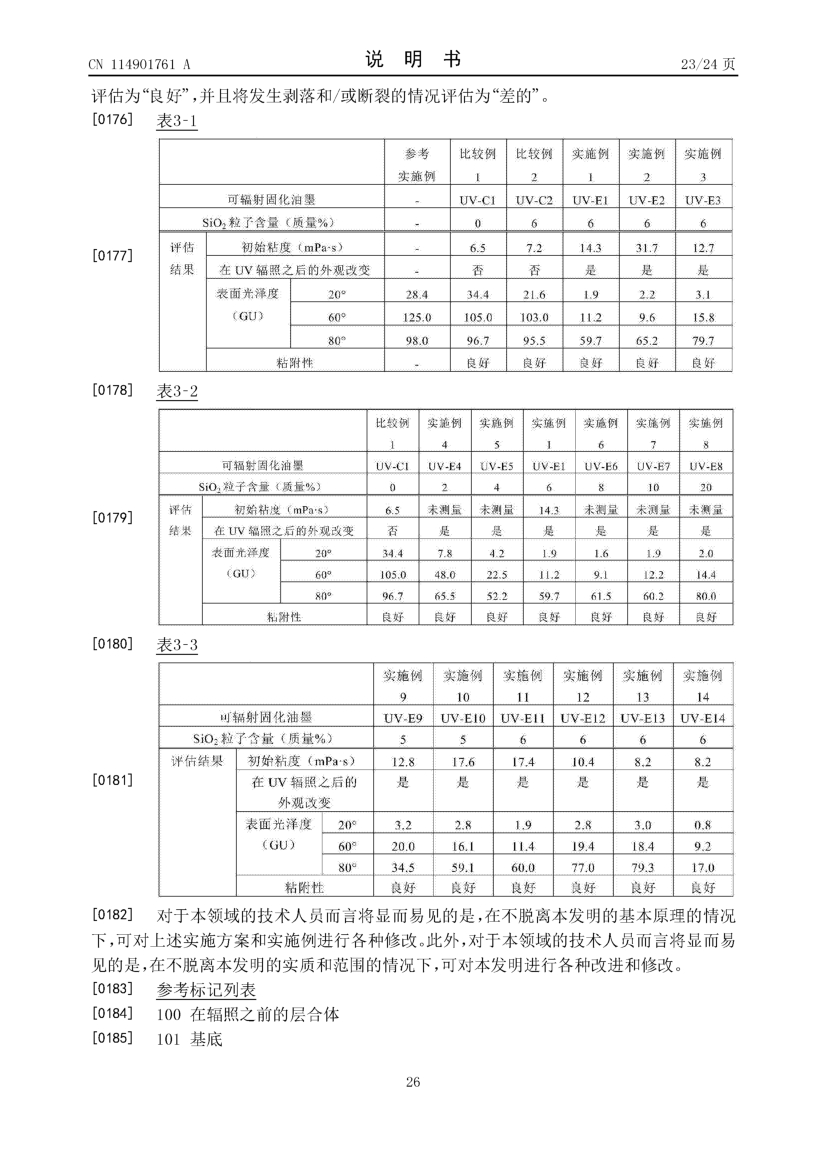 CN 114901761 A 说 明 书 23/24 页
评估为“良好”,并且将发生剥落和/或断裂的情况评估为“差的”。
[0176] 表3-1
参考 比较例 比较例 实施例 实施例 实施例
实施例 1 2 1 2 3
可辐射固化油墨 - UV-C1 UV-C2 UV-E1 UV-E2 UV-E3
SiO₂粒子含量（质量%） - 0 6 6 6 6
[0177] 评估 初始粘度（mPa·s） - 6.5 7.2 14.3 31.7 12.7
结果 在 UV 辐照之后的外观改变 - 否 否 是 是 是
表面光泽度 20° 28.4 34.4 21.6 1.9 2.2 3.1
（GU） 60° 125.0 105.0 103.0 11.2 9.6 15.8
80° 98.0 96.7 95.5 59.7 65.2 79.7
粘附性 - 良好 良好 良好 良好 良好
[0178] 表3-2
比较例 实施例 实施例 实施例 实施例 实施例 实施例
1 4 5 1 6 7 8
可辐射固化油墨 UV-C1 UV-E4 UV-E5 UV-E1 UV-E6 UV-E7 UV-E8
SiO₂粒子含量（质量%） 0 2 4 6 8 10 20
[0179] 评估 初始粘度（mPa·s） 6.5 未测量 未测量 14.3 未测量 未测量 未测量
结果 在 UV 辐照之后的外观改变 否 是 是 是 是 是 是
表面光泽度 20° 34.4 7.8 4.2 1.9 1.6 1.9 2.0
（GU） 60° 105.0 48.0 22.5 11.2 9.1 12.2 14.4
80° 96.7 65.5 52.2 59.7 61.5 60.2 80.0
粘附性 良好 良好 良好 良好 良好 良好 良好
[0180] 表3-3
实施例 实施例 实施例 实施例 实施例 实施例
9 10 11 12 13 14
可辐射固化油墨 UV-E9 UV-E10 UV-E11 UV-E12 UV-E13 UV-E14
SiO₂粒子含量（质量%） 5 5 6 6 6 6
评估结果 初始粘度（mPa·s） 12.8 17.6 17.4 10.4 8.2 8.2
[0181] 在 UV 辐照之后的 是 是 是 是 是 是
外观改变
表面光泽度 20° 3.2 2.8 1.9 2.8 3.0 0.8
（GU） 60° 20.0 16.1 11.4 19.4 18.4 9.2
80° 34.5 59.1 60.0 77.0 79.3 17.0
粘附性 良好 良好 良好 良好 良好 良好
[0182] 对于本领域的技术人员而言将显而易见的是,在不脱离本发明的基本原理的情况
下,可对上述实施方案和实施例进行各种修改。此外,对于本领域的技术人员而言将显而易
见的是,在不脱离本发明的实质和范围的情况下,可对本发明进行各种改进和修改。
[0183] 参考标记列表
[0184] 100 在辐照之前的层合体
[0185] 101 基底
26